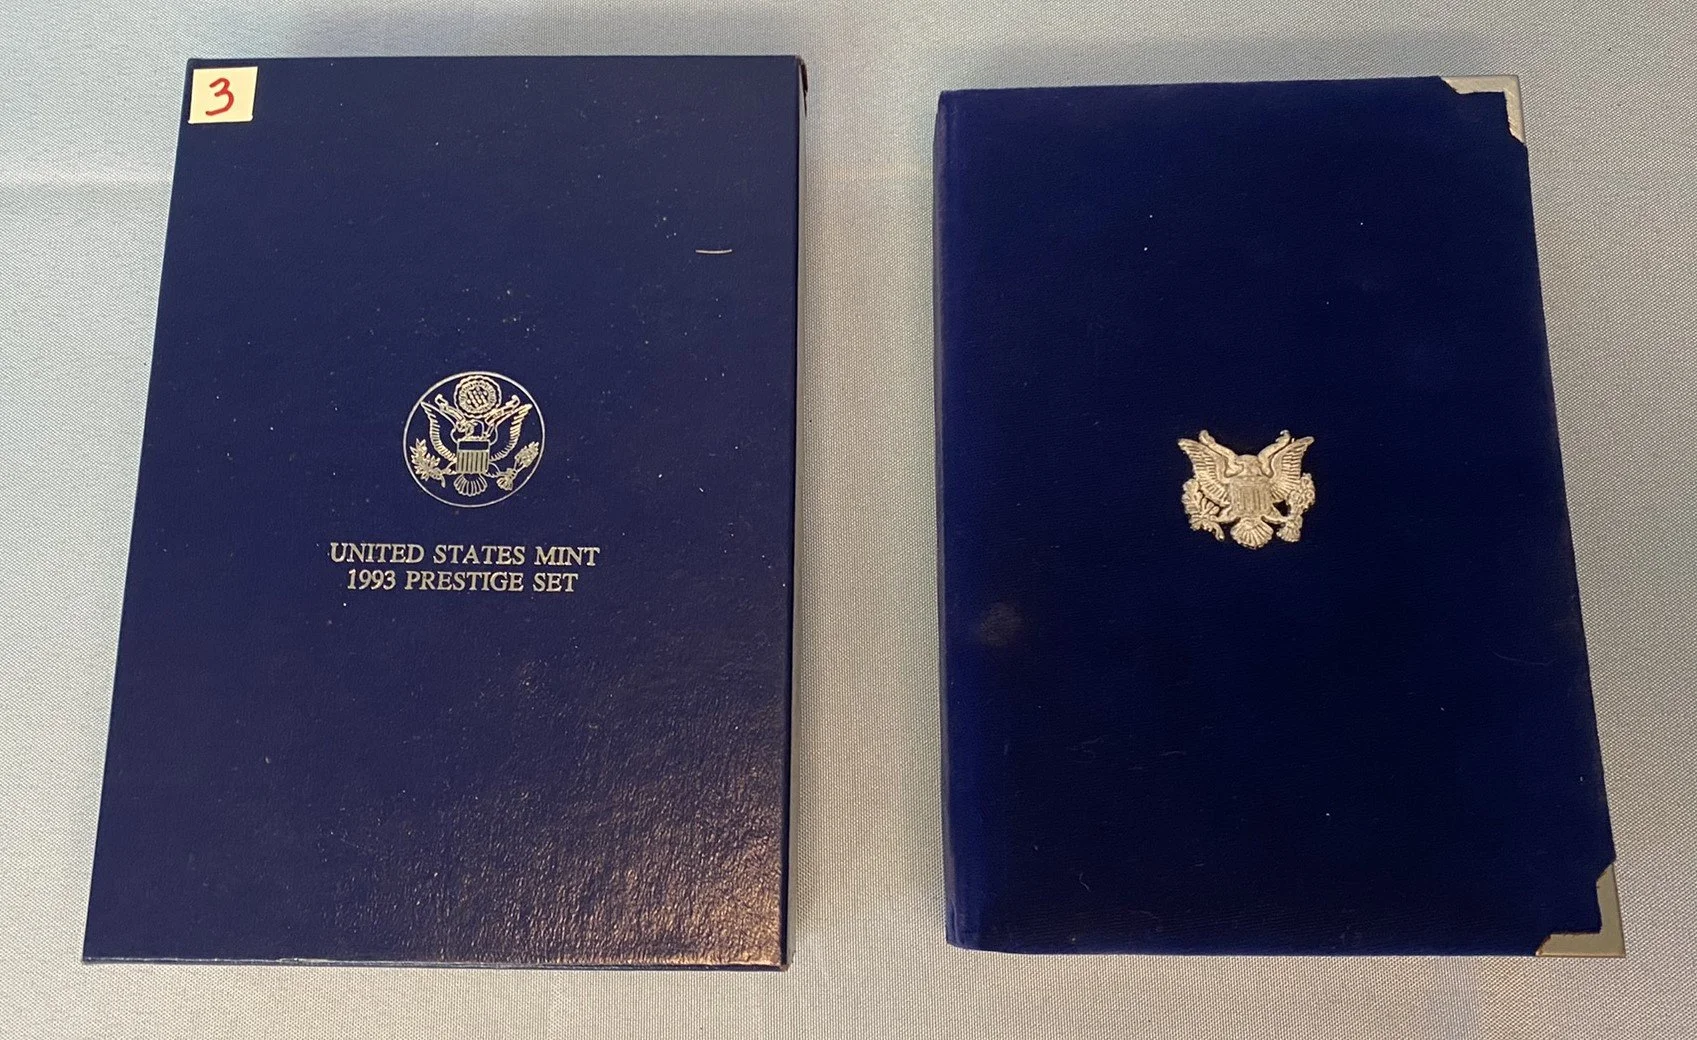 3
UNITED STATES MINT
1993 PRESTIGE SET